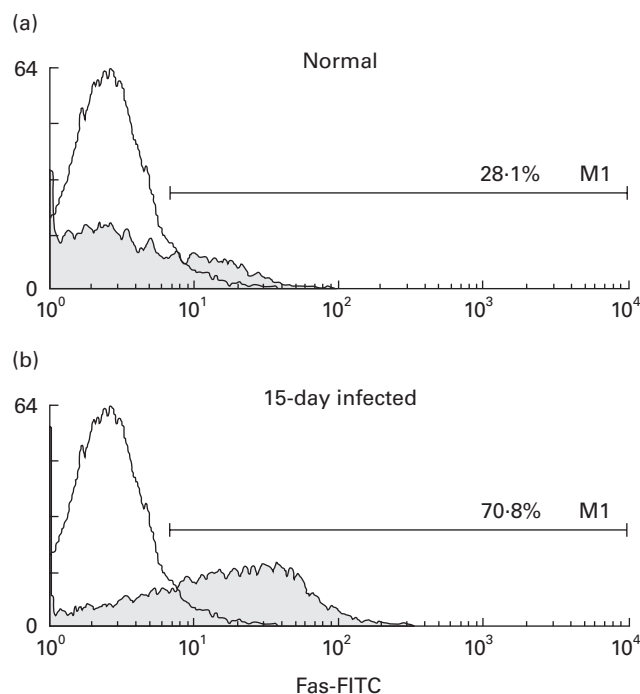 (a)
Normal
64
28·1% M1
0
10⁰ 10¹ 10² 10³ 10⁴
(b)
15-day infected
64
70·8% M1
0
10⁰ 10¹ 10² 10³ 10⁴
Fas-FITC